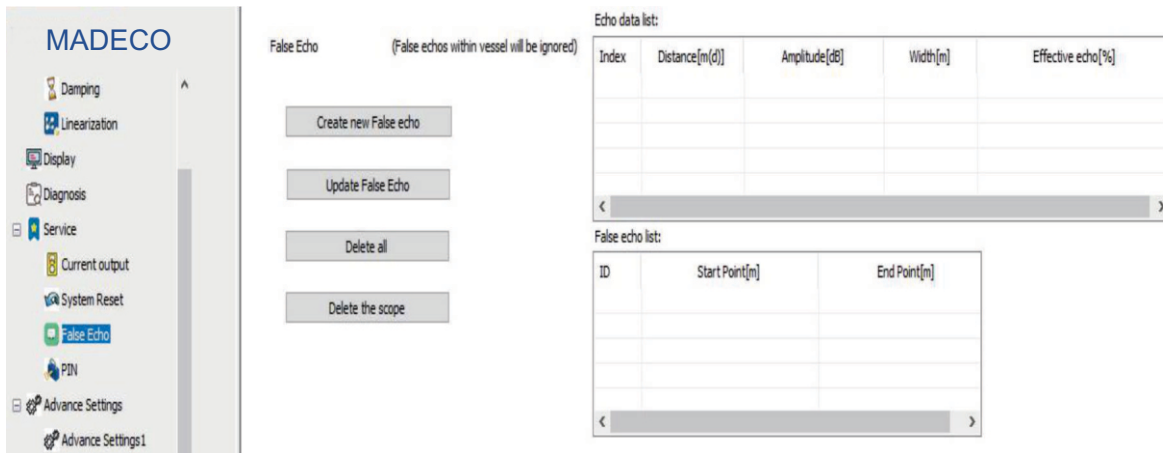 MADECO
Damping
Linearization
Display
Diagnosis
Service
Current output
System Reset
False Echo
PIN
Advance Settings
Advance Settings1
False Echo (False echos within vessel will be ignored)
Create new False echo
Update False Echo
Delete all
Delete the scope
Echo data list:
Index Distance[m(d)] Amplitude[dB] Width[m] Effective echo[%]
False echo list:
ID Start Point[m] End Point[m]